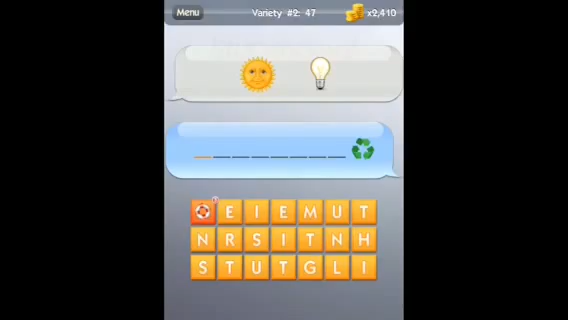 Menu Variety #2: 47 x2,410
E I E M U T
N R S I T N H
S T U T G L I